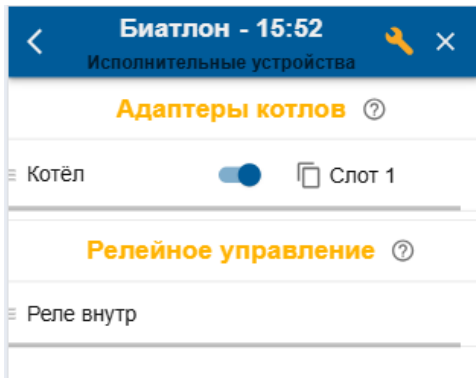 Биатлон - 15:52
Исполнительные устройства
Адаптеры котлов ?
Котёл Слот 1
Релейное управление ?
Реле внутр